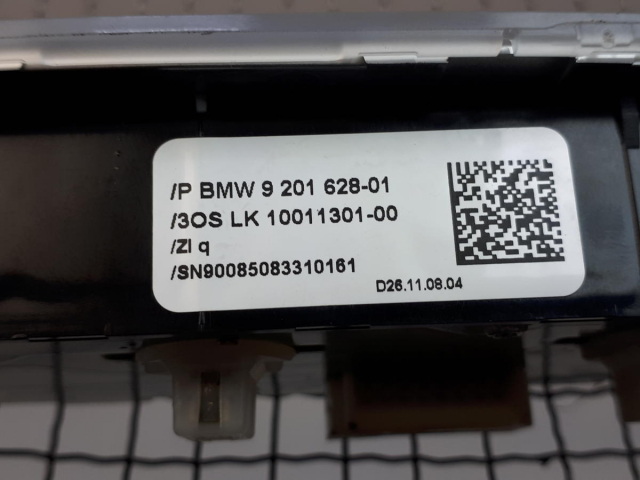 /P BMW 9 201 628-01
/3OS LK 10011301-00
/ZI q
/SN90085083310161
D26.11.08.04